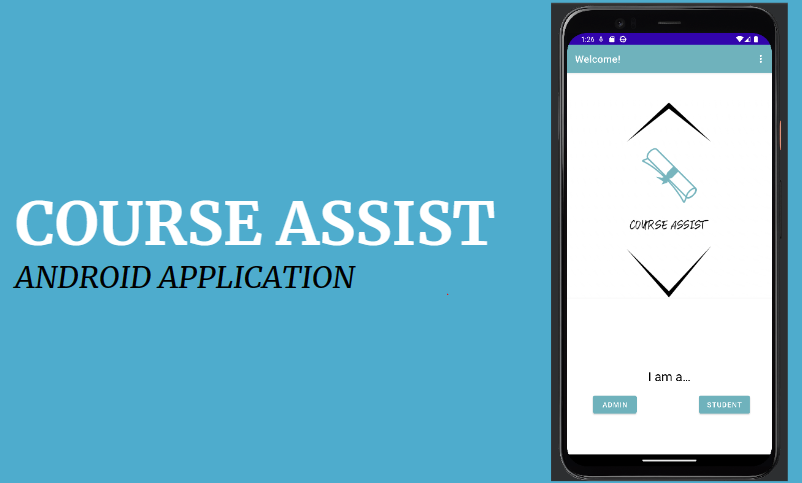 COURSE ASSIST
ANDROID APPLICATION
1:26
Welcome!
COURSE ASSIST
I am a...
ADMIN
STUDENT